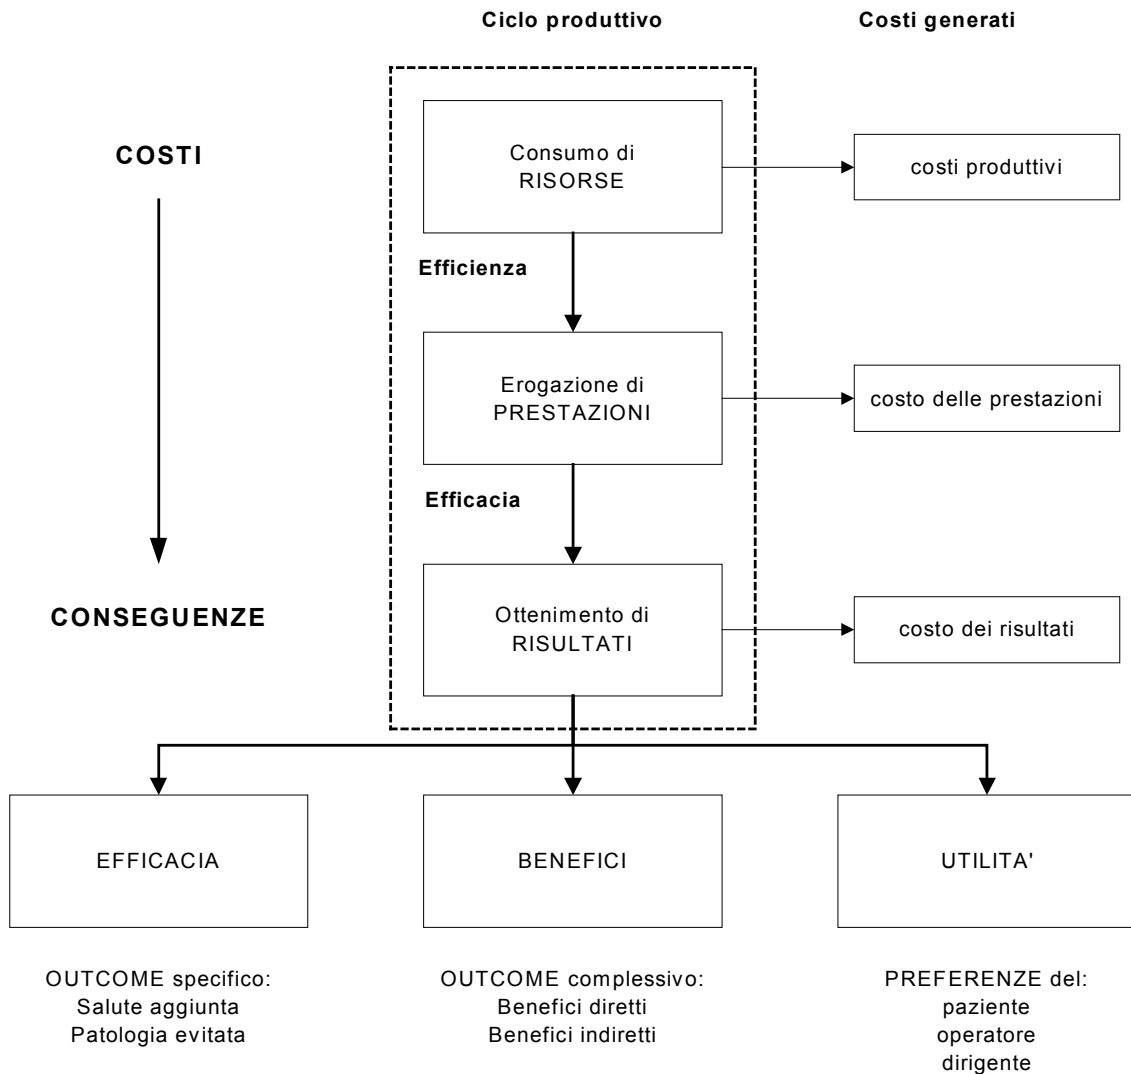 Ciclo produttivo
Costi generati
COSTI
Consumo di
RISORSE
costi produttivi
Efficienza
Erogazione di
PRESTAZIONI
costo delle prestazioni
Efficacia
CONSEGUENZE
Ottenimento di
RISULTATI
costo dei risultati
EFFICACIA
BENEFICI
UTILITA'
OUTCOME specifico:
Salute aggiunta
Patologia evitata
OUTCOME complessivo:
Benefici diretti
Benefici indiretti
PREFERENZE del:
paziente
operatore
dirigente